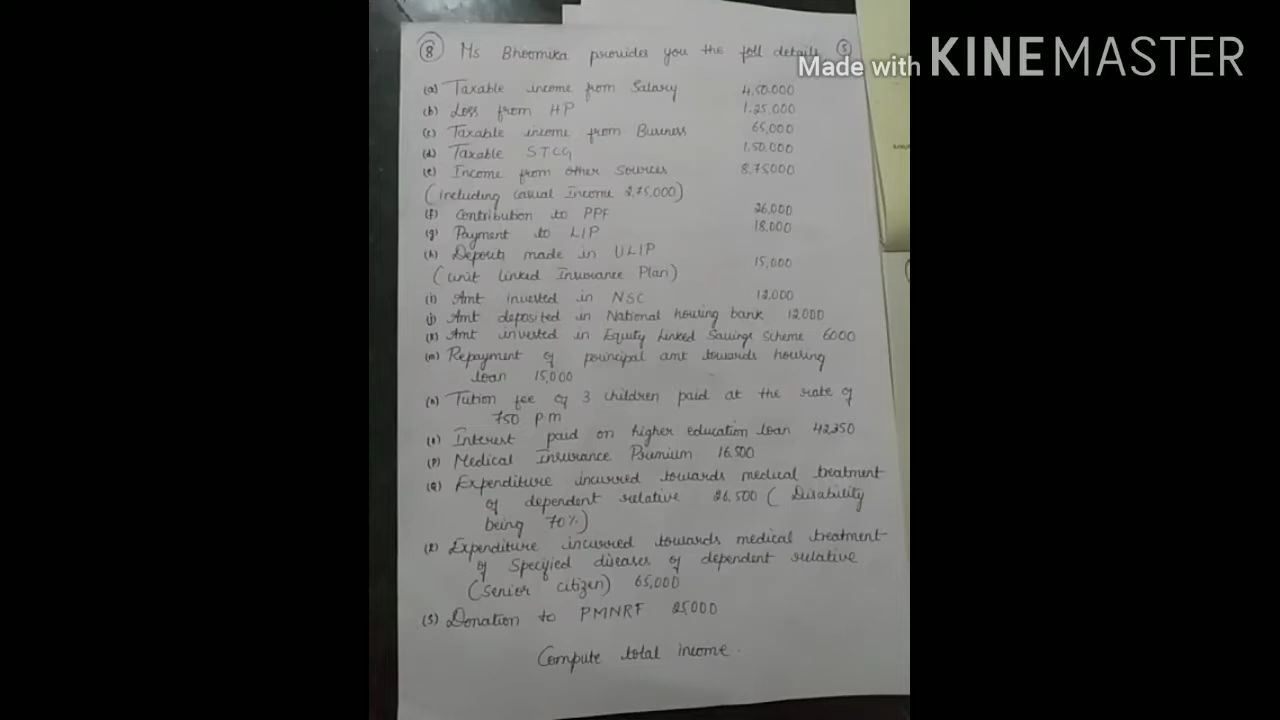 ⑧ Ms Bhoomika provides you the foll details ⑤
Made with KINEMASTER
(a) Taxable income from Salary 4,50,000
(b) Loss from HP 1,25,000
(c) Taxable income from Business 65,000
(d) Taxable STCG 1,50,000
(e) Income from other sources 8,75000
(including casual Income 2,75,000)
(f) Contribution to PPF 26,000
(g) Payment to LIP 18,000
(h) Deposits made in ULIP
(unit linked Insurance Plan) 15,000
(i) Amt invested in NSC 12,000
(j) Amt deposited in National housing bank 12,000
(k) Amt invested in Equity Linked Savings Scheme 6000
(m) Repayment of principal amt towards housing
loan 15,000
(n) Tution fee of 3 children paid at the rate of
750 pm
(o) Interest paid on higher education loan 42,350
(p) Medical Insurance Premium 16,500
(Q) Expenditure incurred towards medical treatment
of dependent relative 26,500 (Disability
being 70%)
(R) Expenditure incurred towards medical treatment
of Specified diseases of dependent relative
(senior citizen) 65,000
(S) Donation to PMNRF 25,000
Compute total income.